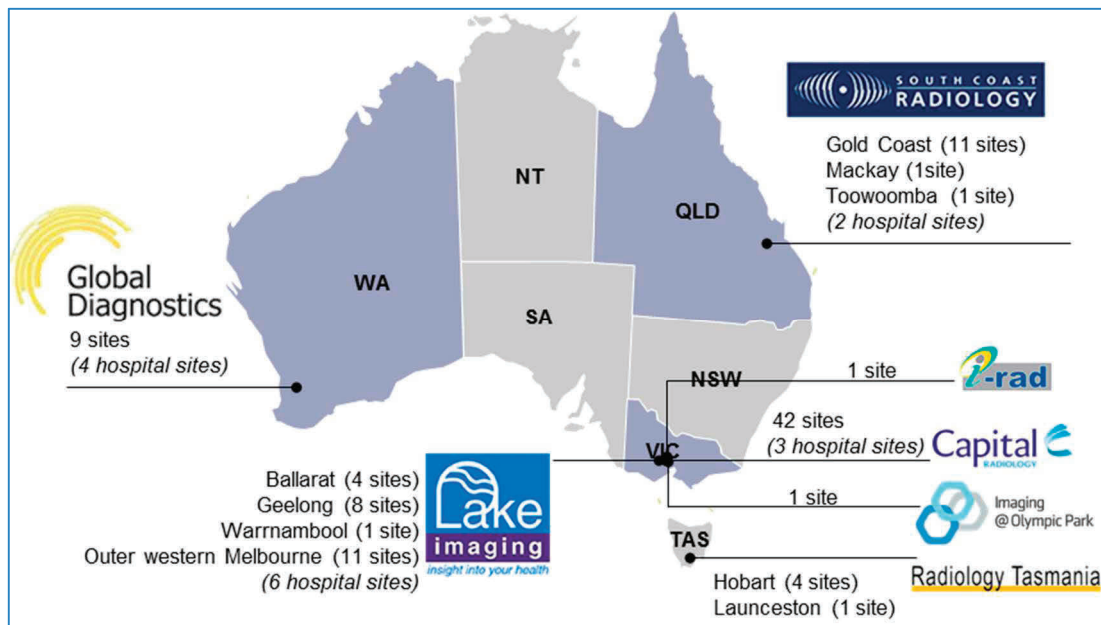 SOUTH COAST
RADIOLOGY
Gold Coast (11 sites)
Mackay (1site)
Toowoomba (1 site)
(2 hospital sites)
NT
QLD
WA
SA
NSW
VIC
TAS
Global
Diagnostics
9 sites
(4 hospital sites)
1 site
i-rad
42 sites
(3 hospital sites)
Capital
RADIOLOGY
1 site
Imaging
@ Olympic Park
Ballarat (4 sites)
Geelong (8 sites)
Warrnambool (1 site)
Outer western Melbourne (11 sites)
(6 hospital sites)
Lake
imaging
insight into your health
Radiology Tasmania
Hobart (4 sites)
Launceston (1 site)